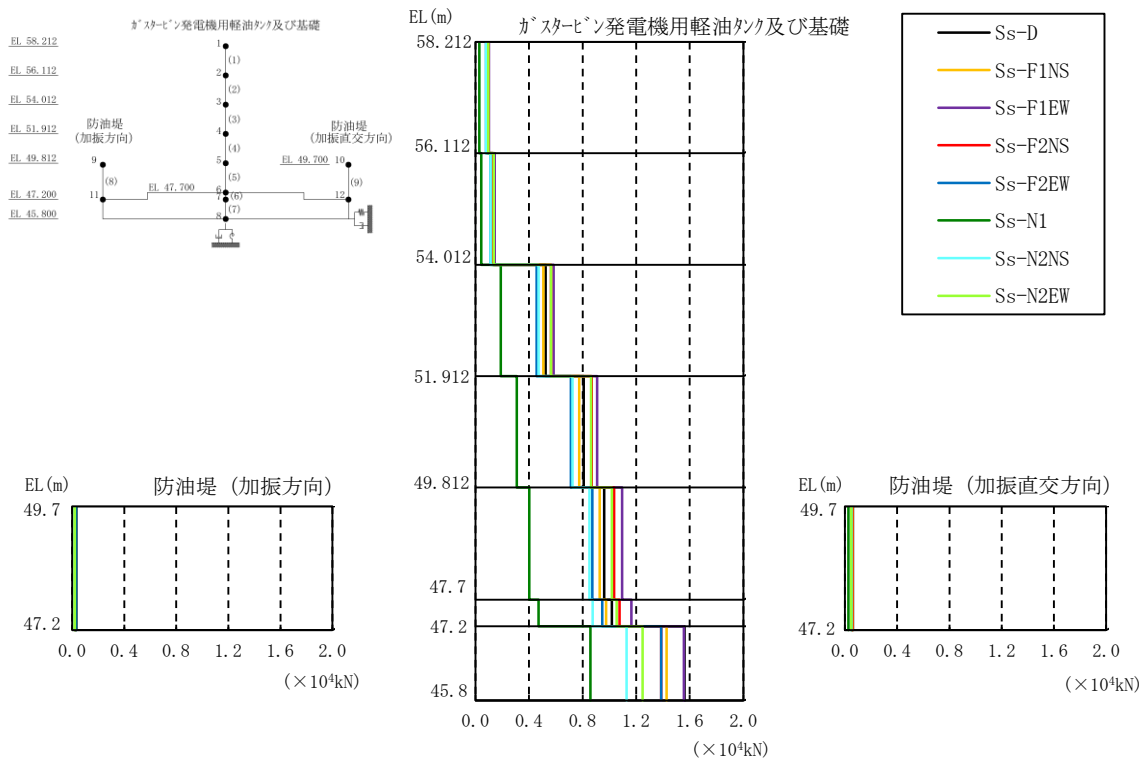 ｶﾞｽﾀｰﾋﾞﾝ発電機用軽油タンク及び基礎
EL 58.212
EL 56.112
EL 54.012
EL 51.912
EL 49.812
EL 47.200
EL 45.800
防油堤
(加振方向)
防油堤
(加振直交方向)
EL 49.700
EL 47.700
1
2
3
4
5
6
7
8
9
10
11
12
(1)
(2)
(3)
(4)
(5)
(6)
(7)
(8)
(9)
EL(m)
ｶﾞｽﾀｰﾋﾞﾝ発電機用軽油ﾀﾝｸ及び基礎
58.212
56.112
54.012
51.912
49.812
47.7
47.2
45.8
0.0 0.4 0.8 1.2 1.6 2.0
(×10⁴kN)
Ss-D
Ss-F1NS
Ss-F1EW
Ss-F2NS
Ss-F2EW
Ss-N1
Ss-N2NS
Ss-N2EW
EL(m)
防油堤 (加振方向)
49.7
47.2
0.0 0.4 0.8 1.2 1.6 2.0
(×10⁴kN)
EL(m)
防油堤 (加振直交方向)
49.7
47.2
0.0 0.4 0.8 1.2 1.6 2.0
(×10⁴kN)